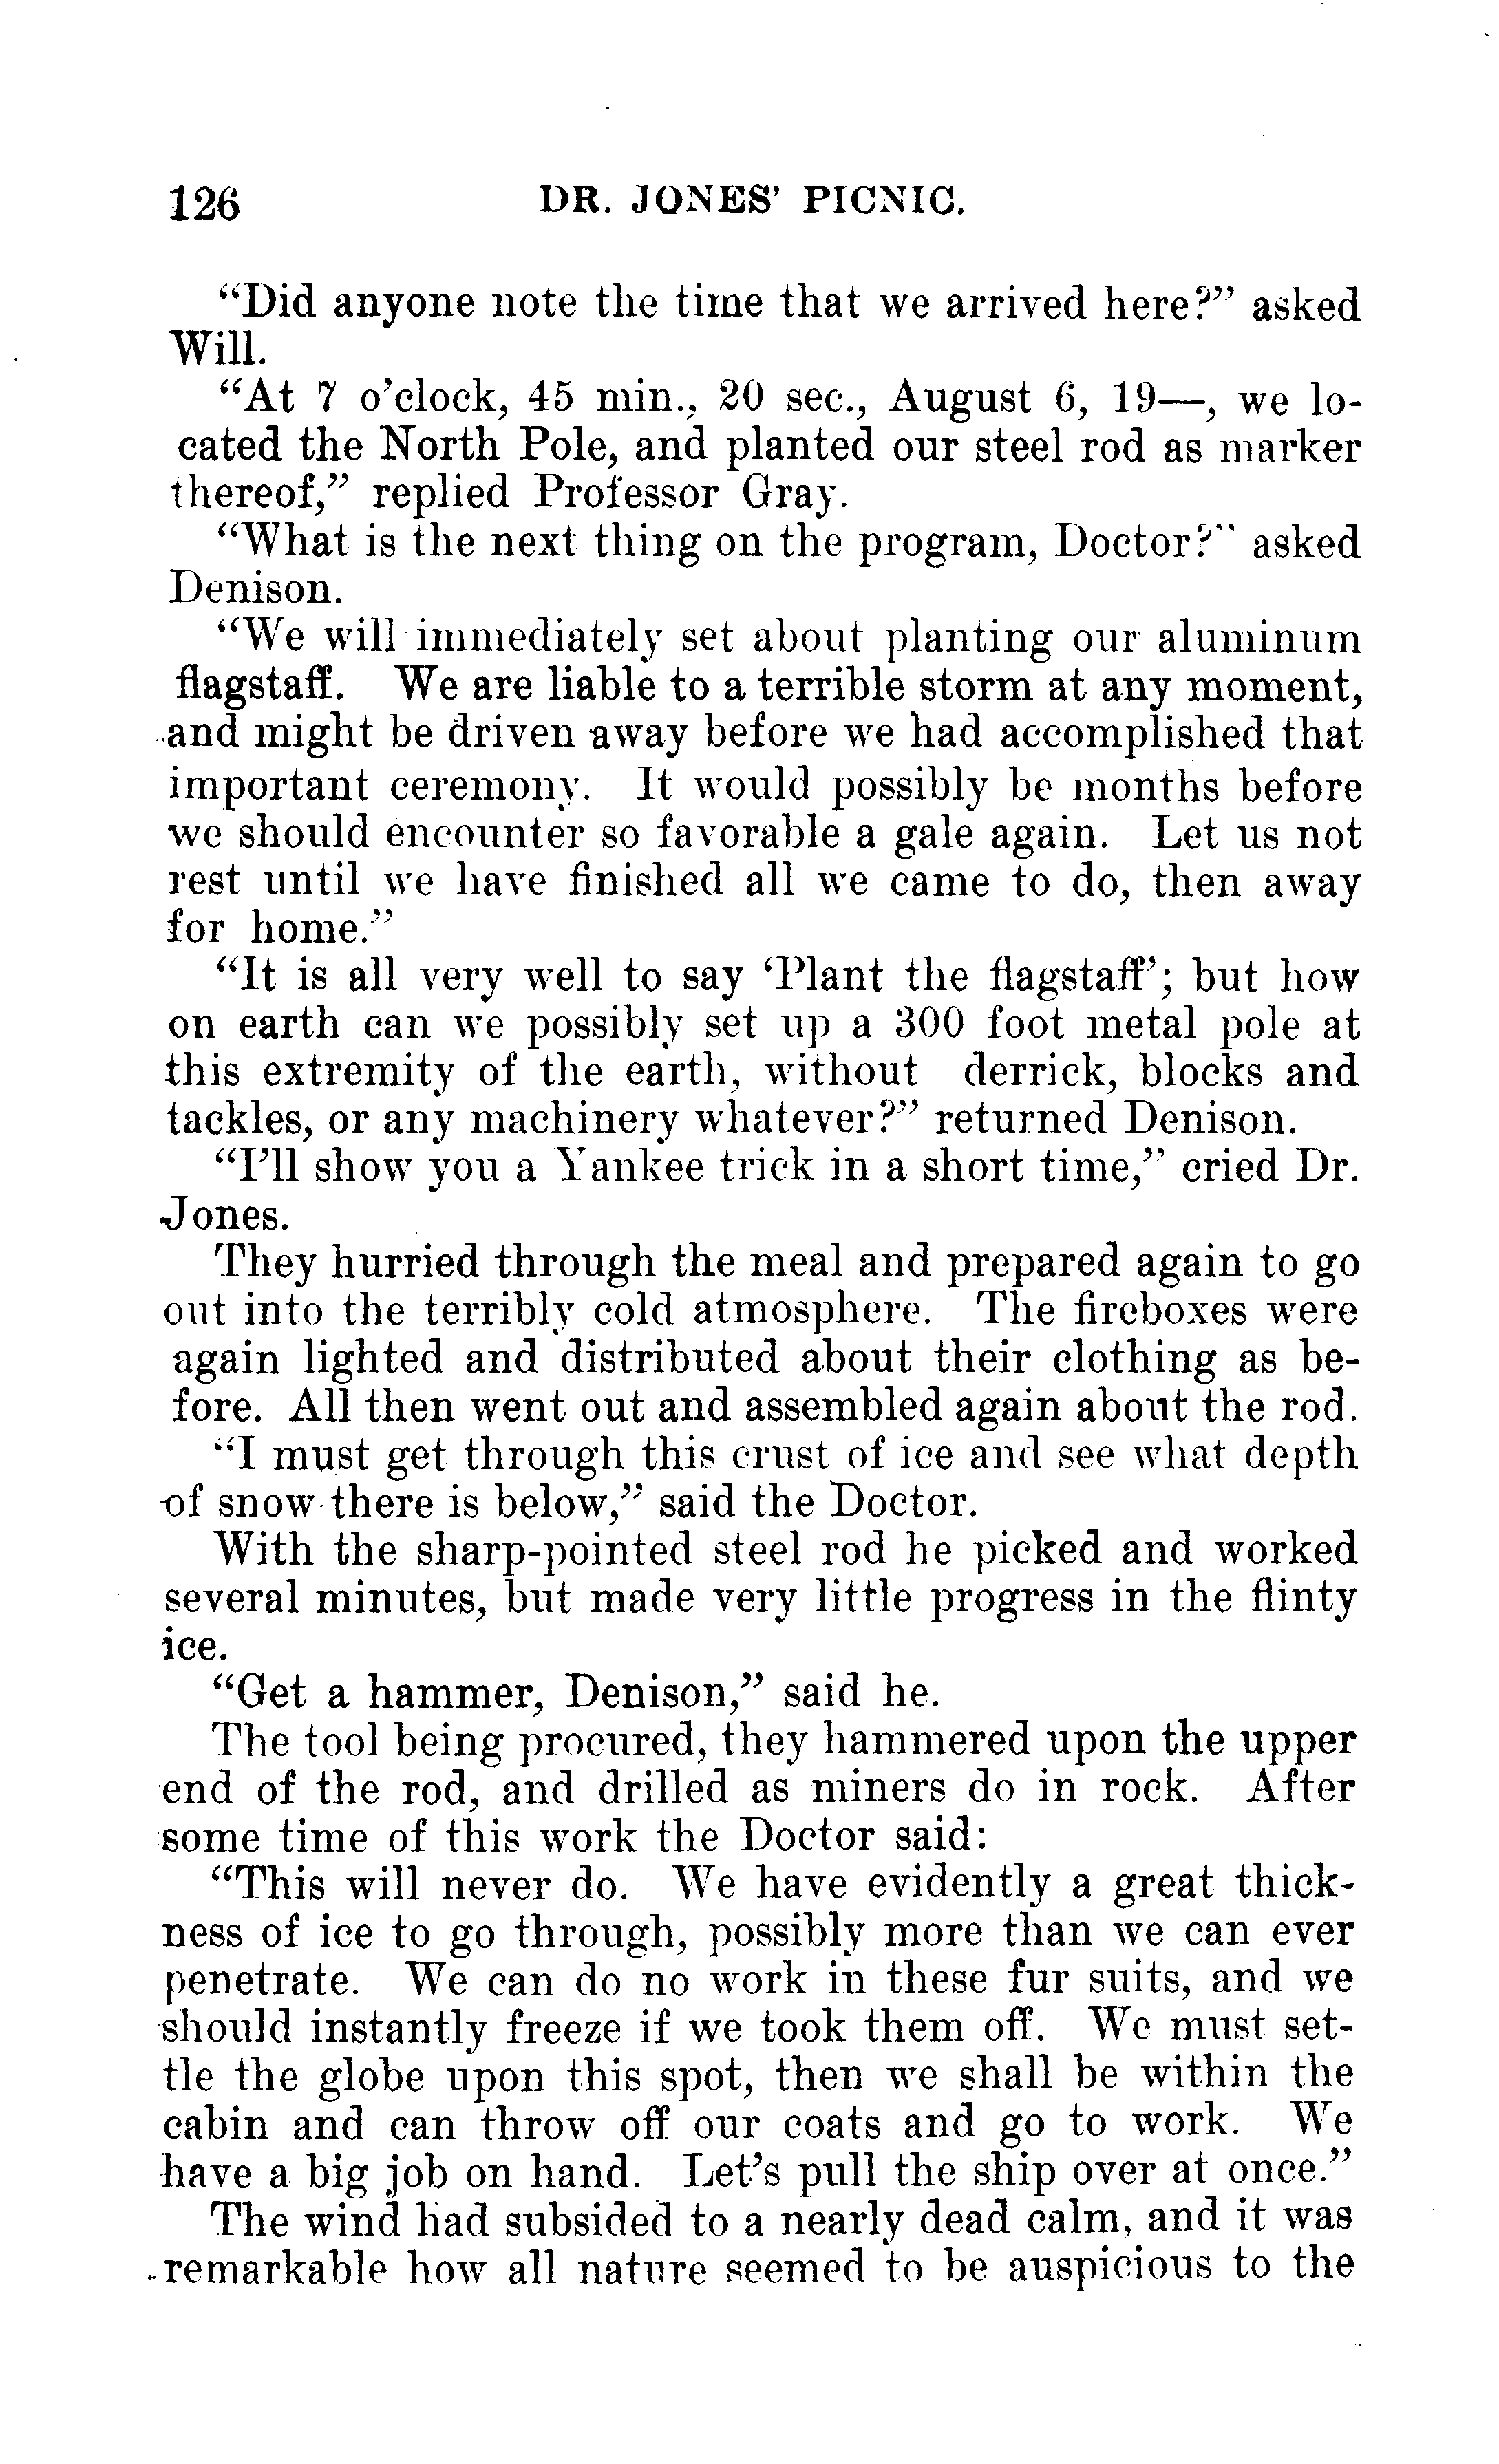 126 DR. JONES' PICNIC.
"Did anyone note the time that we arrived here?" asked
Will.
"At 7 o'clock, 45 min., 20 sec., August 6, 19—, we lo-
cated the North Pole, and planted our steel rod as marker
thereof," replied Professor Gray.
"What is the next thing on the program, Doctor?" asked
Denison.
"We will immediately set about planting our aluminum
flagstaff. We are liable to a terrible storm at any moment,
and might be driven away before we had accomplished that
important ceremony. It would possibly be months before
we should encounter so favorable a gale again. Let us not
rest until we have finished all we came to do, then away
for home."
"It is all very well to say 'Plant the flagstaff'; but how
on earth can we possibly set up a 300 foot metal pole at
this extremity of the earth, without derrick, blocks and
tackles, or any machinery whatever?" returned Denison.
"I'll show you a Yankee trick in a short time," cried Dr.
Jones.
They hurried through the meal and prepared again to go
out into the terribly cold atmosphere. The fireboxes were
again lighted and distributed about their clothing as be-
fore. All then went out and assembled again about the rod.
"I must get through this crust of ice and see what depth
of snow there is below," said the Doctor.
With the sharp-pointed steel rod he picked and worked
several minutes, but made very little progress in the flinty
ice.
"Get a hammer, Denison," said he.
The tool being procured, they hammered upon the upper
end of the rod, and drilled as miners do in rock. After
some time of this work the Doctor said:
"This will never do. We have evidently a great thick-
ness of ice to go through, possibly more than we can ever
penetrate. We can do no work in these fur suits, and we
should instantly freeze if we took them off. We must set-
tle the globe upon this spot, then we shall be within the
cabin and can throw off our coats and go to work. We
have a big job on hand. Let's pull the ship over at once."
The wind had subsided to a nearly dead calm, and it was
remarkable how all nature seemed to be auspicious to the